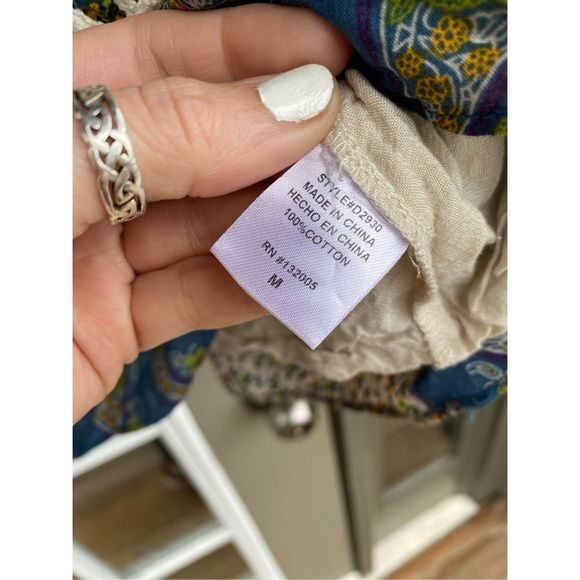 STYLE#D2930
MADE IN CHINA
HECHO EN CHINA
100%COTTON
RN #132005
M